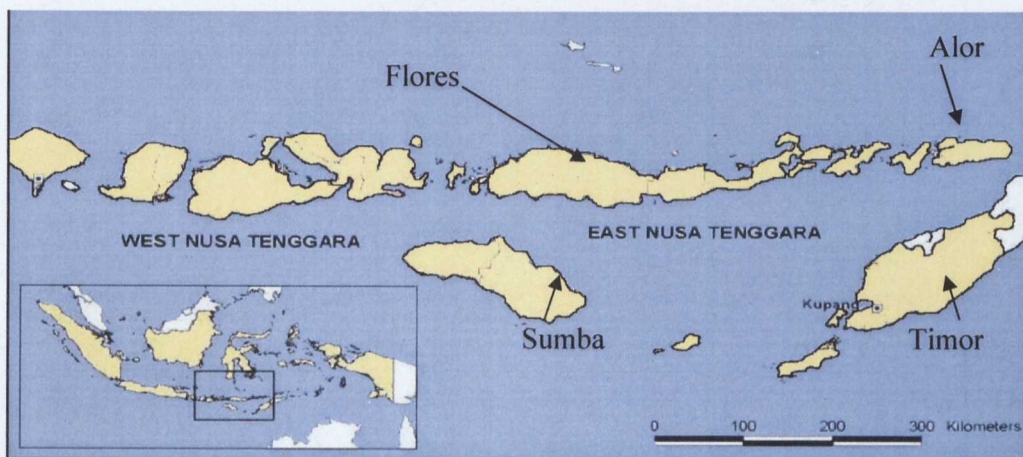 Alor
Flores
WEST NUSA TENGGARA
EAST NUSA TENGGARA
Kupang
Sumba
Timor
0 100 200 300 Kilometers